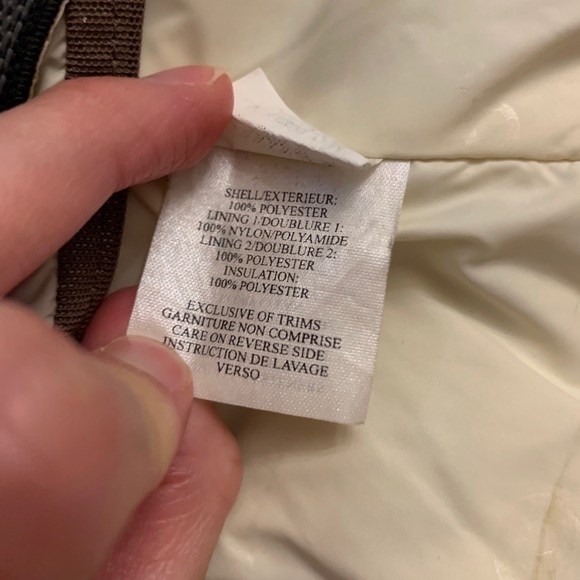 SHELL/EXTERIEUR:
100% POLYESTER
LINING 1/DOUBLURE 1:
100% NYLON/POLYAMIDE
LINING 2/DOUBLURE 2:
100% POLYESTER
INSULATION:
100% POLYESTER
EXCLUSIVE OF TRIMS
GARNITURE NON COMPRISE
CARE ON REVERSE SIDE
INSTRUCTION DE LAVAGE
VERSO